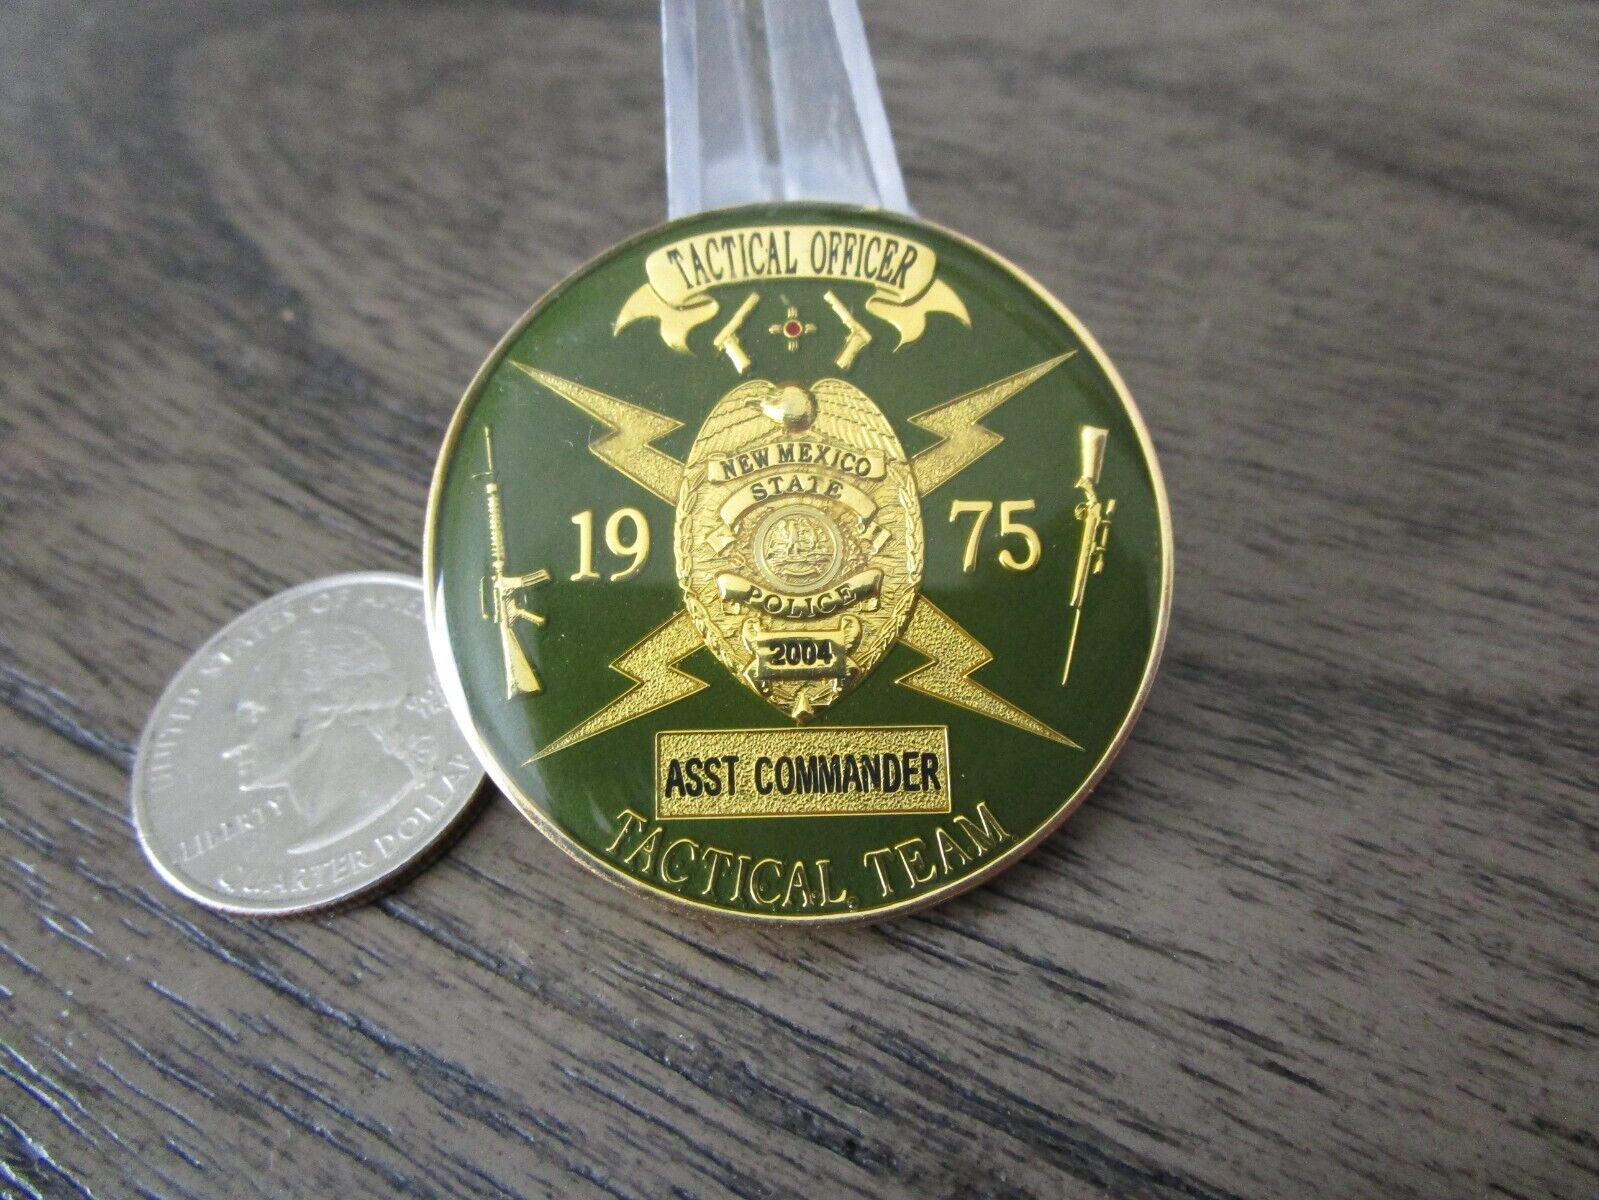 TACTICAL OFFICER
NEW MEXICO
STATE
19 75
POLICE
2004
ASST COMMANDER
TACTICAL TEAM
UNITED STATES OF AMERICA
LIBERTY
QUARTER DOLLAR